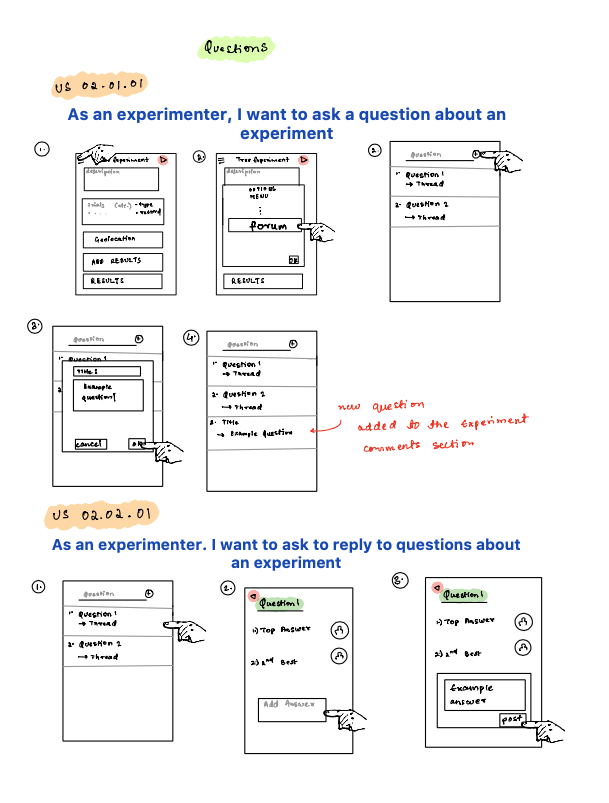 Questions
US 02.01.01
As an experimenter, I want to ask a question about an
experiment
1.
Experiment
description
trials (etc.) - type
- record
Geolocation
ADD RESULTS
RESULTS
2.
Tree Experiment
description
OPTIONS
MENU
forum
OK
RESULTS
2.
Question
+
1. Question 1
→ Thread
2. Question 2
→ Thread
3.
Question
+
1. Question 1
2
Title 1
Example
question
cancel
ok
4.
Question
+
1. Question 1
→ Thread
2. Question 2
→ Thread
3. Title
→ Example Question
new question
added to the Experiment
comments section
US 02.02.01
As an experimenter. I want to ask to reply to questions about
an experiment
1.
Question
+
1. Question 1
→ Thread
2. Question 2
→ Thread
2.
Question 1
1) Top Answer
2) 2nd Best
Add Answer
3.
Question 1
1) Top Answer
2) 2nd Best
Example
answer
post